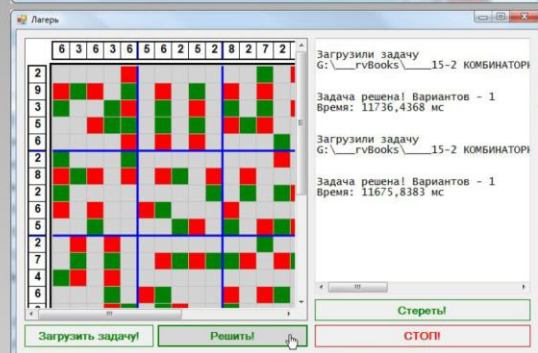 Лагерь
6 3 6 3 6 5 6 2 5 2 8 2 7 2
2
9
3
5
6
2
8
2
6
5
2
7
4
6
Загрузили задачу
G:\___rvBooks\____15-2 КОМБИНАТОРН
Задача решена! Вариантов - 1
Время: 11736,4368 мс
Загрузили задачу
G:\___rvBooks\____15-2 КОМБИНАТОРН
Задача решена! Вариантов - 1
Время: 11675,8383 мс
Стереть!
Загрузить задачу!
Решить!
СТОП!